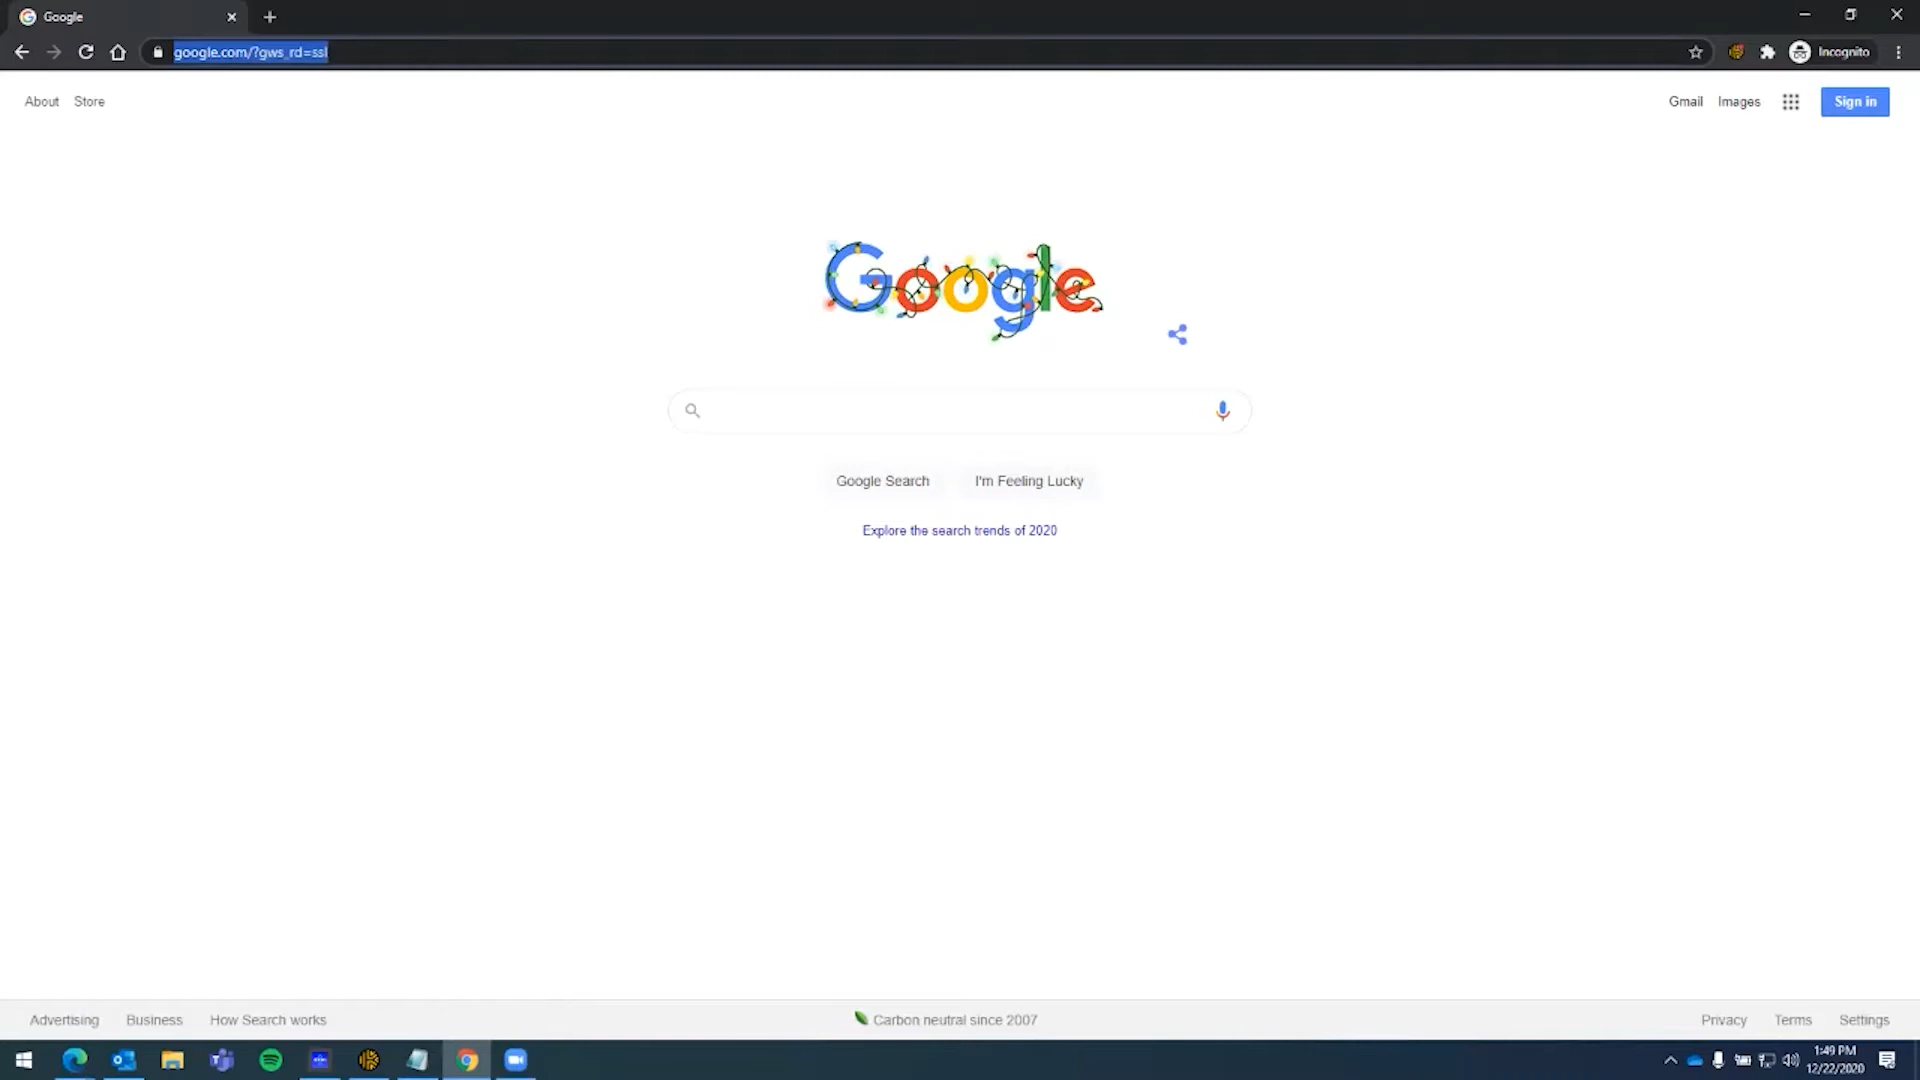 Google
google.com/?gws_rd=ssl
Incognito
About Store
Gmail Images Sign in
Google
Google Search I'm Feeling Lucky
Explore the search trends of 2020
Advertising Business How Search works
Carbon neutral since 2007
Privacy Terms Settings
1:49 PM
12/22/2020